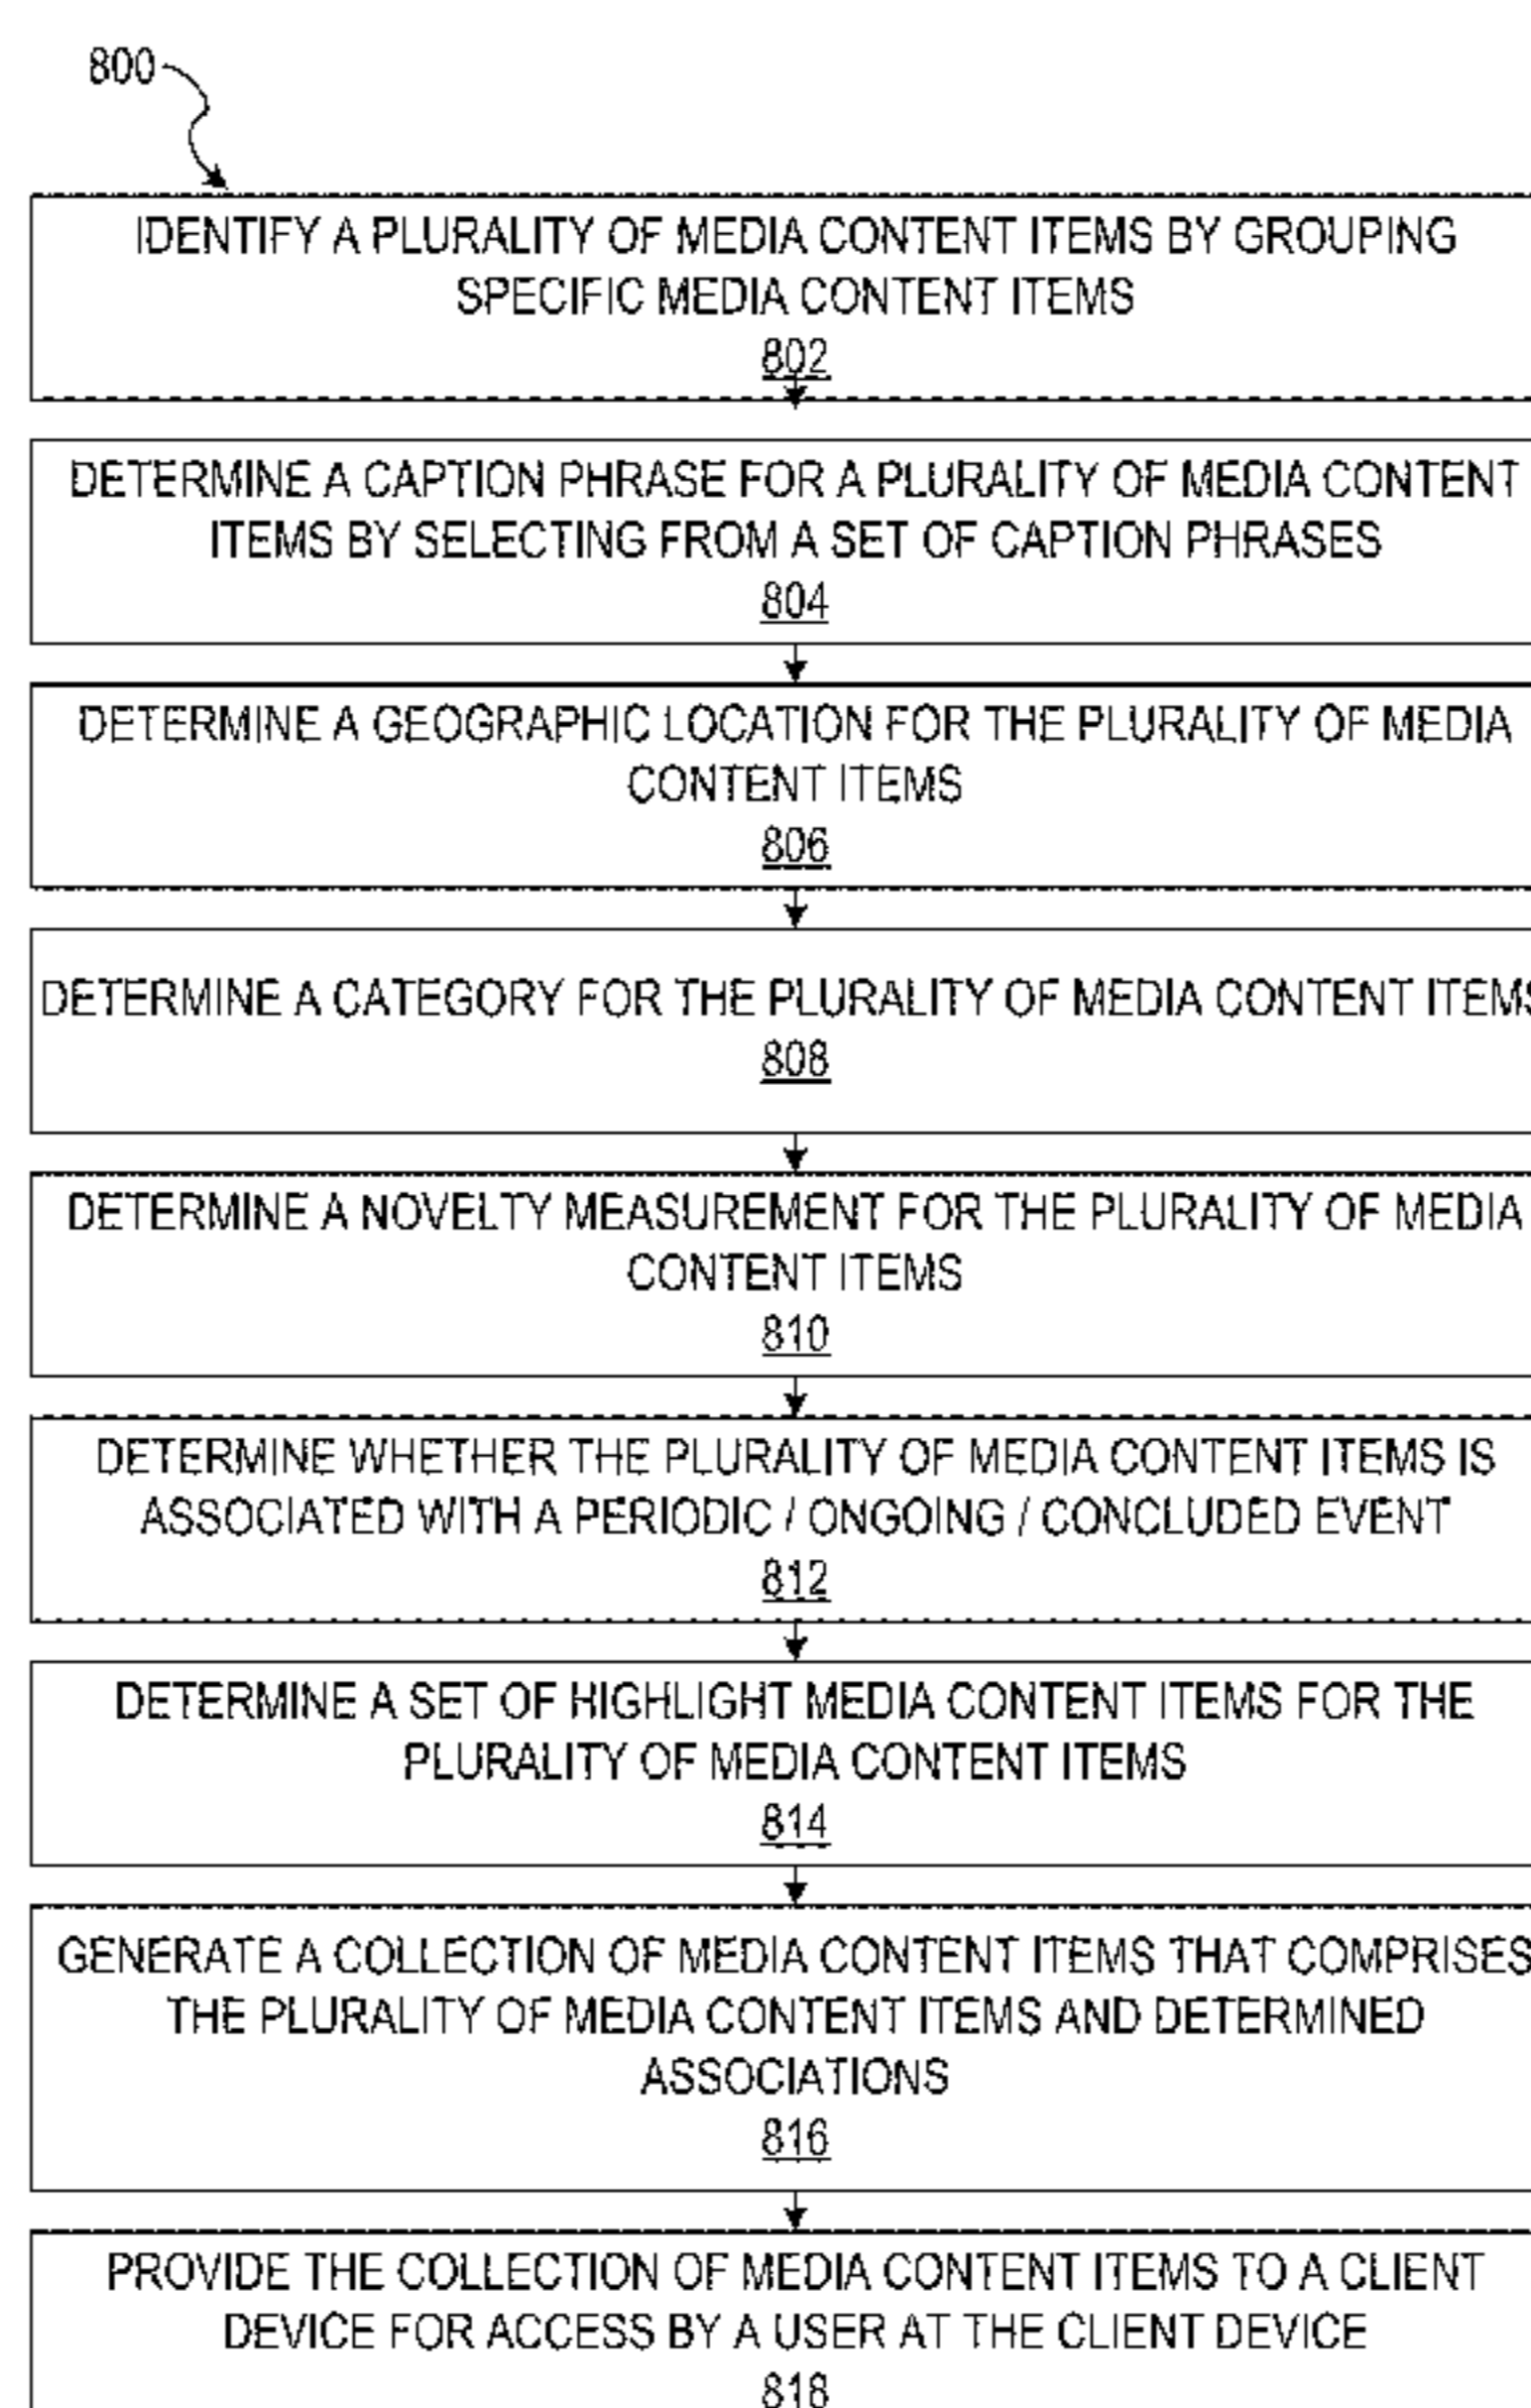 800
IDENTIFY A PLURALITY OF MEDIA CONTENT ITEMS BY GROUPING
SPECIFIC MEDIA CONTENT ITEMS
802
DETERMINE A CAPTION PHRASE FOR A PLURALITY OF MEDIA CONTENT
ITEMS BY SELECTING FROM A SET OF CAPTION PHRASES
804
DETERMINE A GEOGRAPHIC LOCATION FOR THE PLURALITY OF MEDIA
CONTENT ITEMS
806
DETERMINE A CATEGORY FOR THE PLURALITY OF MEDIA CONTENT ITEMS
808
DETERMINE A NOVELTY MEASUREMENT FOR THE PLURALITY OF MEDIA
CONTENT ITEMS
810
DETERMINE WHETHER THE PLURALITY OF MEDIA CONTENT ITEMS IS
ASSOCIATED WITH A PERIODIC / ONGOING / CONCLUDED EVENT
812
DETERMINE A SET OF HIGHLIGHT MEDIA CONTENT ITEMS FOR THE
PLURALITY OF MEDIA CONTENT ITEMS
814
GENERATE A COLLECTION OF MEDIA CONTENT ITEMS THAT COMPRISES
THE PLURALITY OF MEDIA CONTENT ITEMS AND DETERMINED
ASSOCIATIONS
816
PROVIDE THE COLLECTION OF MEDIA CONTENT ITEMS TO A CLIENT
DEVICE FOR ACCESS BY A USER AT THE CLIENT DEVICE
818